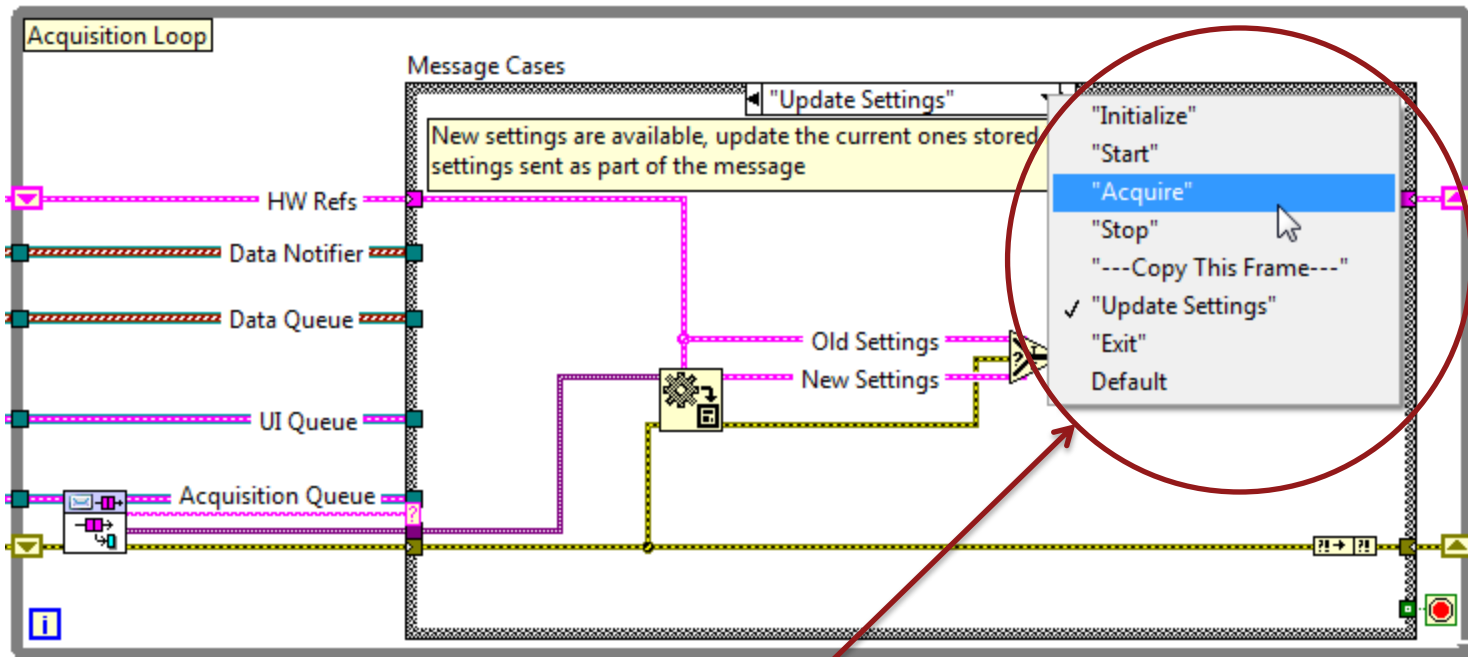 Acquisition Loop
Message Cases
"Update Settings"
New settings are available, update the current ones stored
settings sent as part of the message
"Initialize"
"Start"
"Acquire"
"Stop"
"---Copy This Frame---"
"Update Settings"
"Exit"
Default
HW Refs
Data Notifier
Data Queue
Old Settings
New Settings
UI Queue
Acquisition Queue
?
?
?! ?!
i